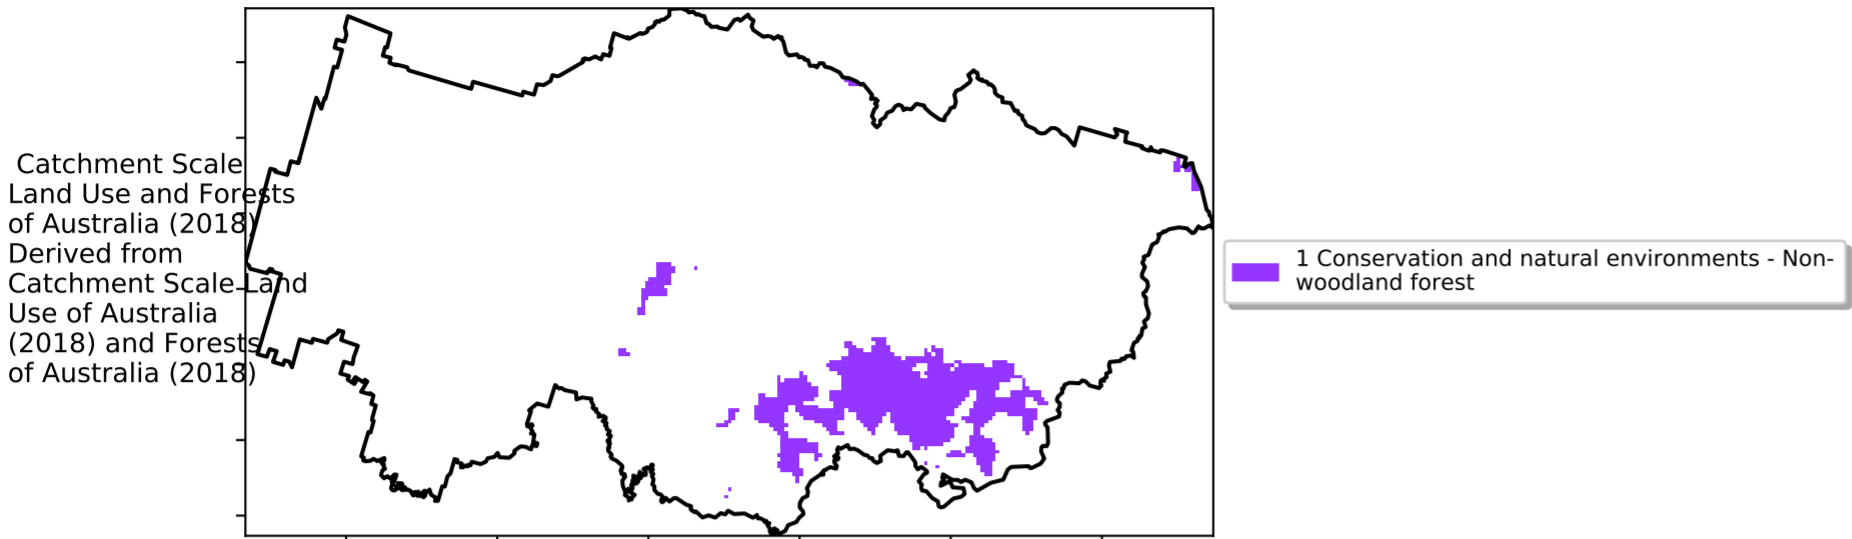 Catchment Scale
Land Use and Forests
of Australia (2018)
Derived from
Catchment Scale Land
Use of Australia
(2018) and Forests
of Australia (2018)
1 Conservation and natural environments - Non-
woodland forest